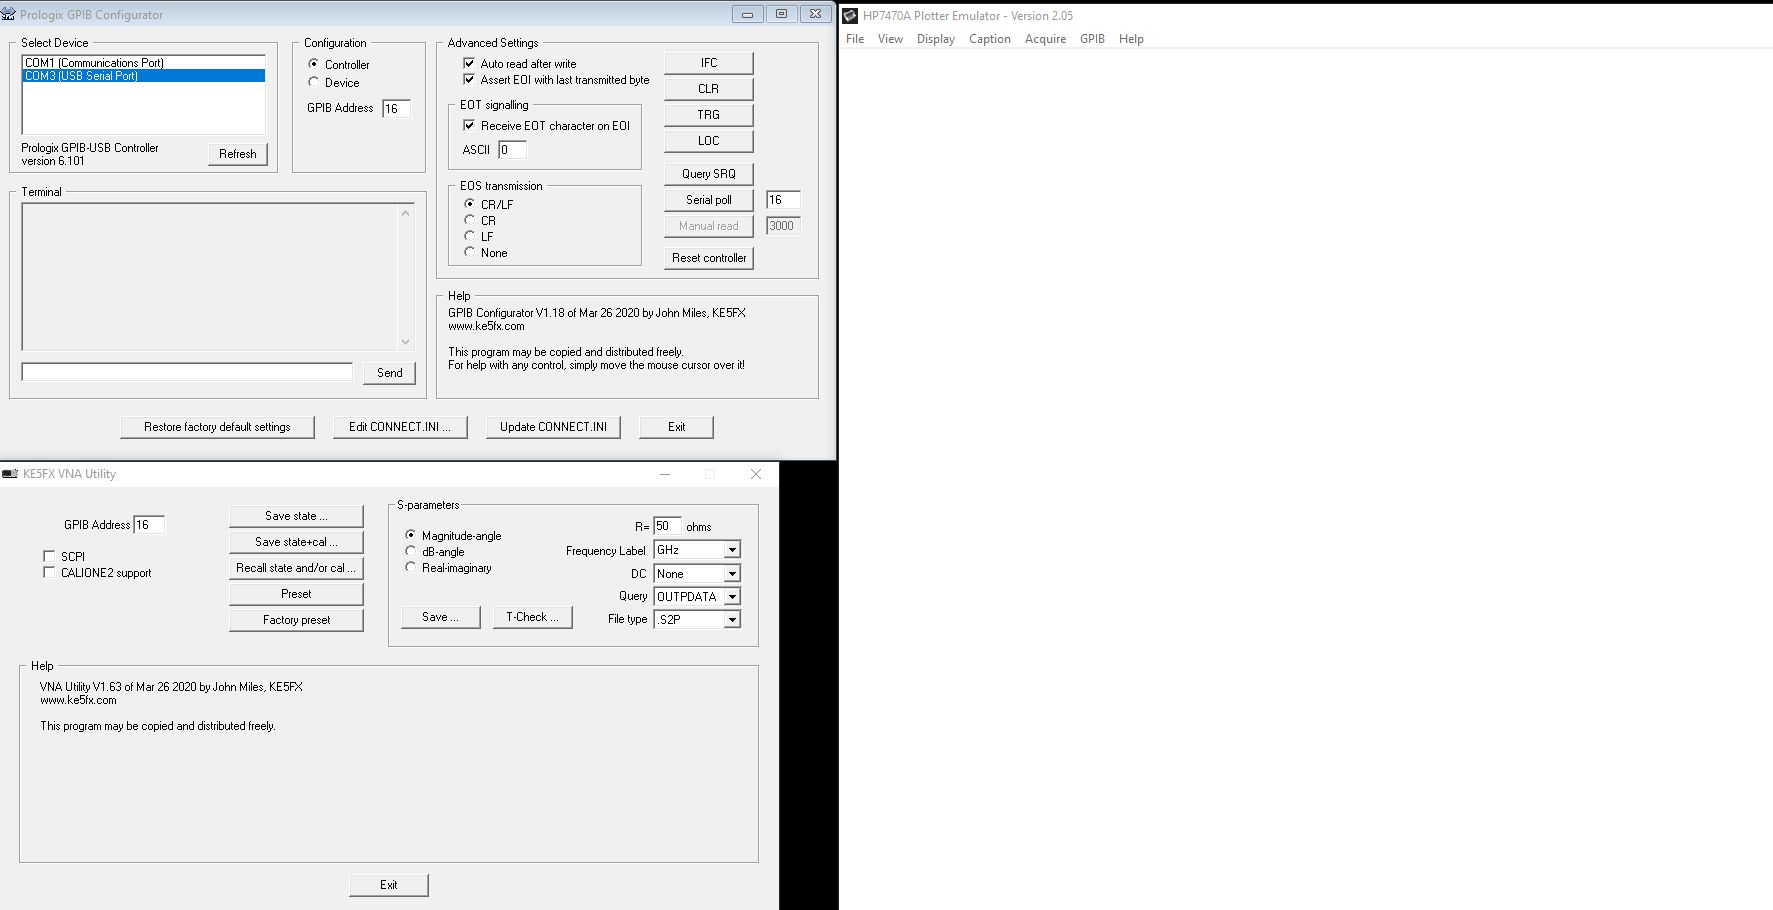 Prologix GPIB Configurator
Select Device
COM1 (Communications Port)
COM3 (USB Serial Port)
Prologix GPIB-USB Controller
version 6.101
Refresh
Configuration
Controller
Device
GPIB Address 16
Advanced Settings
Auto read after write
Assert EOI with last transmitted byte
EOT signalling
Receive EOT character on EOI
ASCII 0
EOS transmission
CR/LF
CR
LF
None
IFC
CLR
TRG
LOC
Query SRQ
Serial poll 16
Manual read 3000
Reset controller
Terminal
Send
Help
GPIB Configurator V1.18 of Mar 26 2020 by John Miles, KE5FX
www.ke5fx.com
This program may be copied and distributed freely.
For help with any control, simply move the mouse cursor over it!
Restore factory default settings
Edit CONNECT.INI ...
Update CONNECT.INI
Exit
KE5FX VNA Utility
GPIB Address 16
SCPI
CALIONE2 support
Save state ...
Save state+cal ...
Recall state and/or cal ...
Preset
Factory preset
S-parameters
Magnitude-angle
dB-angle
Real-imaginary
Save ...
T-Check ...
R= 50 ohms
Frequency Label GHz
DC None
Query OUTPDATA
File type .S2P
Help
VNA Utility V1.63 of Mar 26 2020 by John Miles, KE5FX
www.ke5fx.com
This program may be copied and distributed freely.
Exit
HP7470A Plotter Emulator - Version 2.05
File View Display Caption Acquire GPIB Help